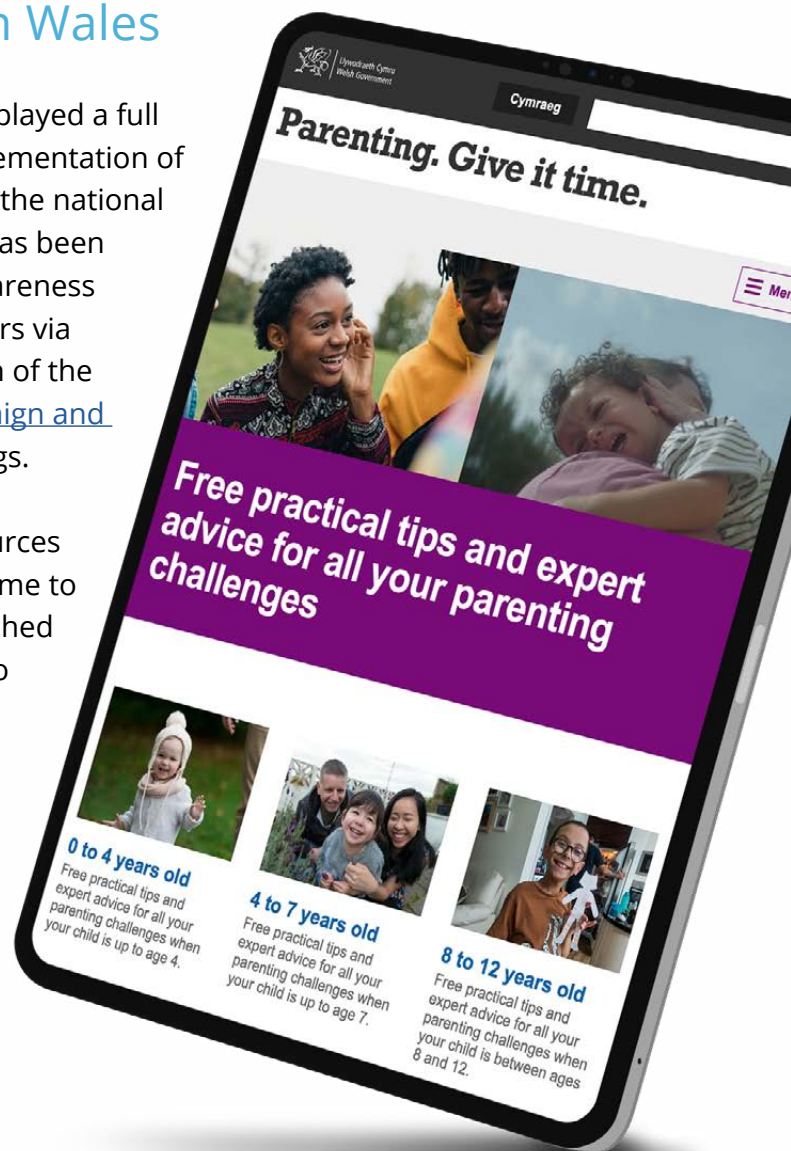 n Wales
played a full
ementation of
the national
as been
areness
rs via
n of the
aign and
gs.
urces
me to
ched
o
Llywodraeth Cymru
Welsh Government
Cymraeg
Parenting. Give it time.
Men
Free practical tips and expert
advice for all your parenting
challenges
0 to 4 years old
Free practical tips and
expert advice for all your
parenting challenges when
your child is up to age 4.
4 to 7 years old
Free practical tips and
expert advice for all your
parenting challenges when
your child is up to age 7.
8 to 12 years old
Free practical tips and
expert advice for all your
parenting challenges when
your child is between ages
8 and 12.